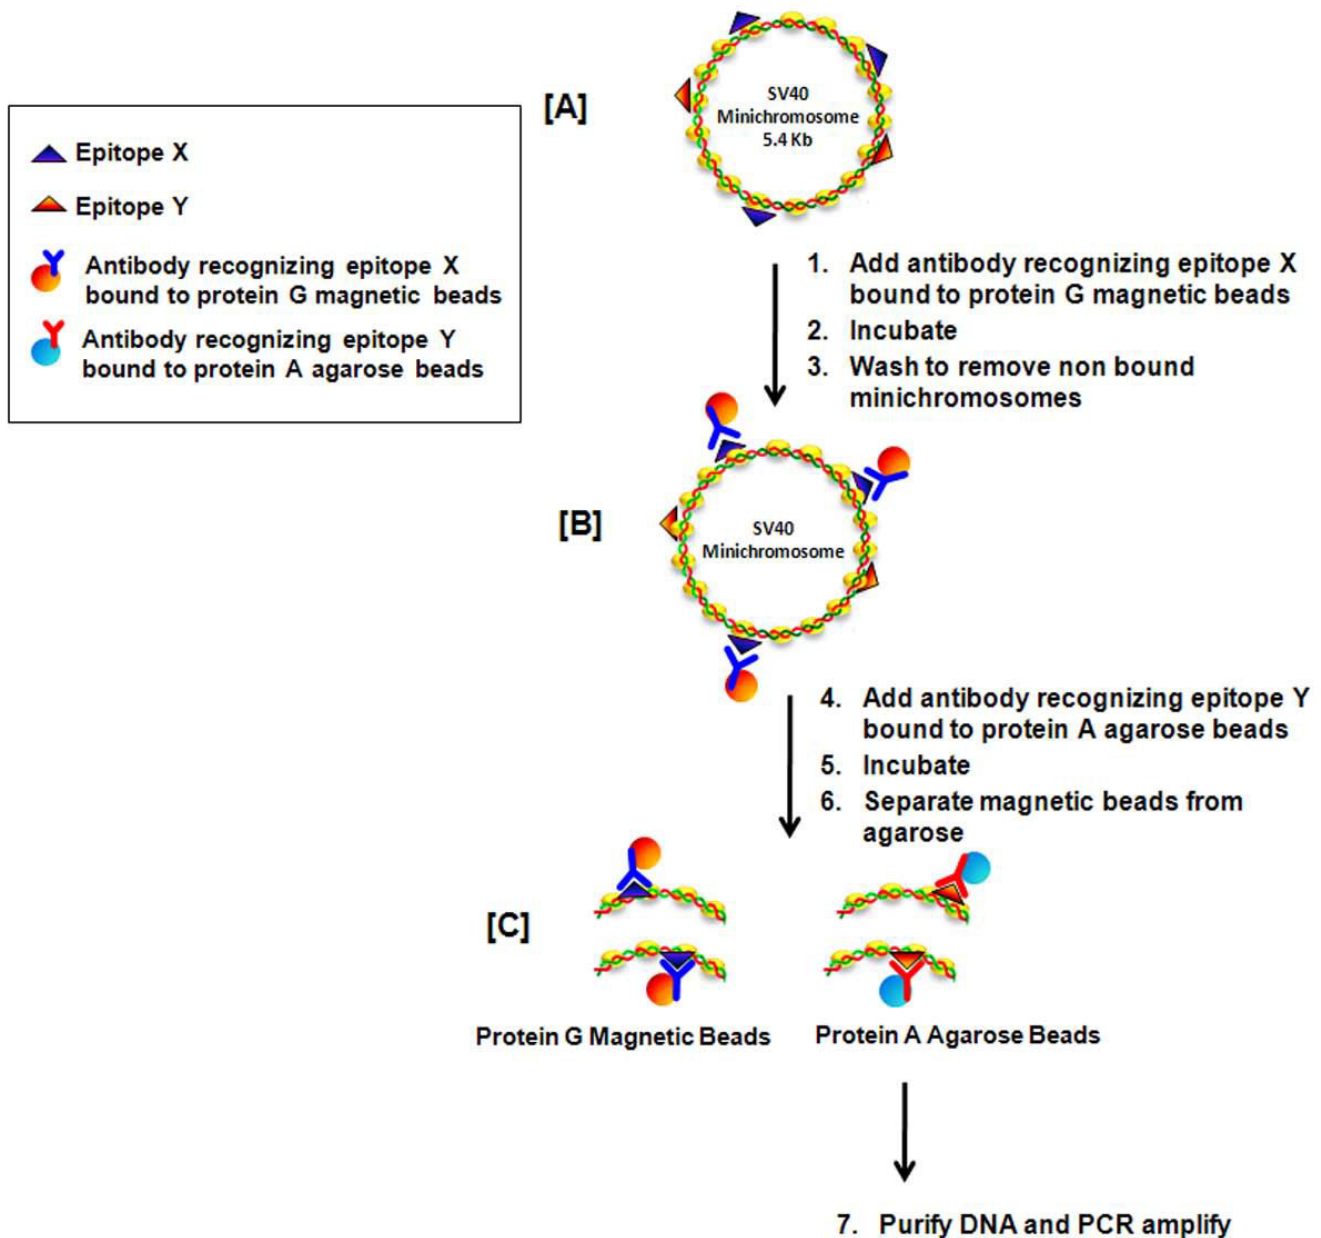 [A]
SV40
Minichromosome
5.4 Kb
Epitope X
Epitope Y
Antibody recognizing epitope X
bound to protein G magnetic beads
Antibody recognizing epitope Y
bound to protein A agarose beads
1. Add antibody recognizing epitope X
bound to protein G magnetic beads
2. Incubate
3. Wash to remove non bound
minichromosomes
[B]
SV40
Minichromosome
4. Add antibody recognizing epitope Y
bound to protein A agarose beads
5. Incubate
6. Separate magnetic beads from
agarose
[C]
Protein G Magnetic Beads
Protein A Agarose Beads
7. Purify DNA and PCR amplify